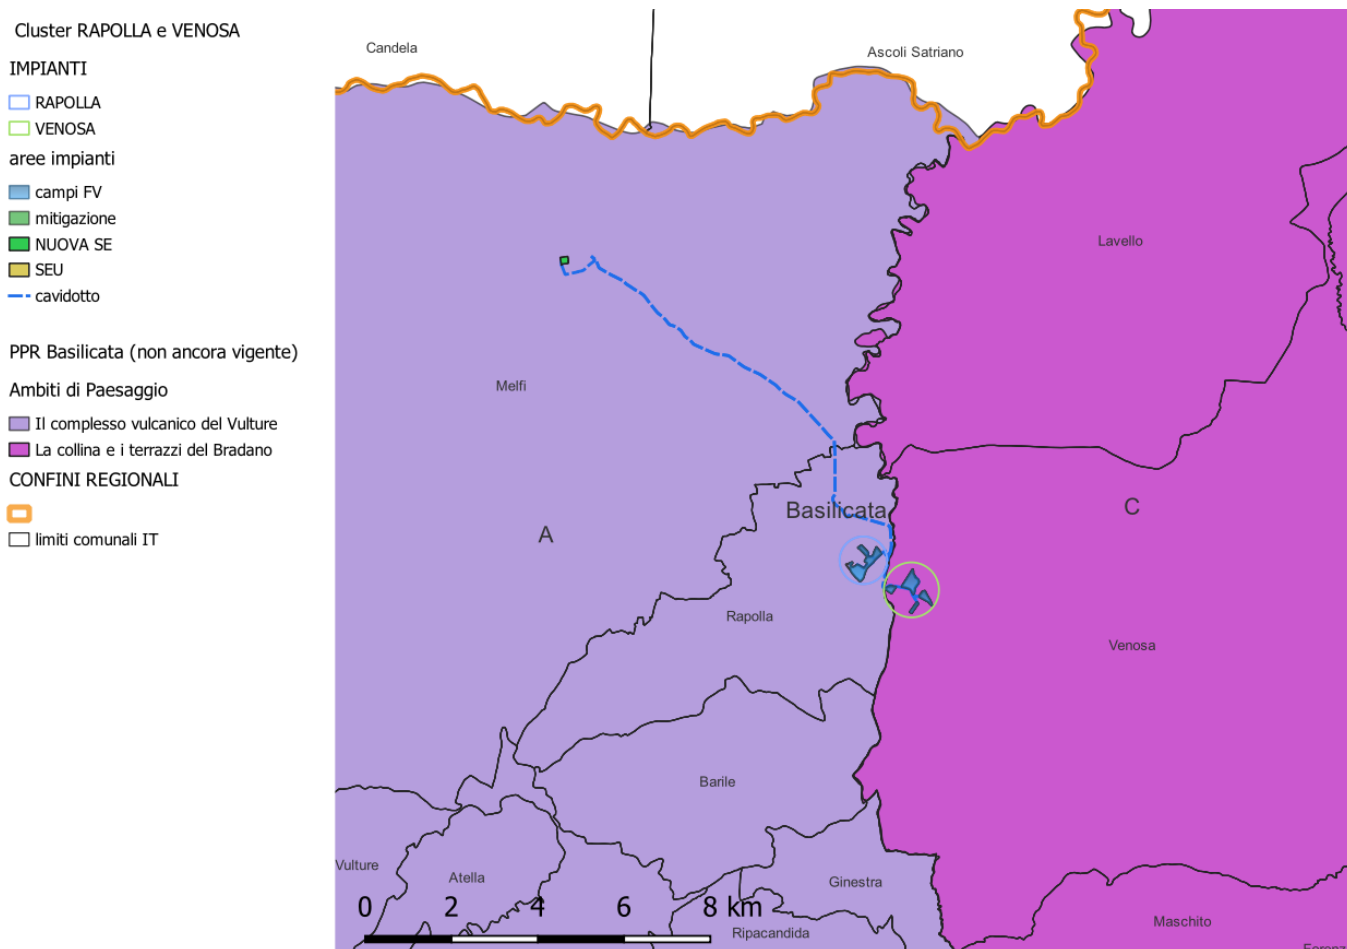 Cluster RAPOLLA e VENOSA
IMPIANTI
RAPOLLA
VENOSA
aree impianti
campi FV
mitigazione
NUOVA SE
SEU
cavidotto
PPR Basilicata (non ancora vigente)
Ambiti di Paesaggio
Il complesso vulcanico del Vulture
La collina e i terrazzi del Bradano
CONFINI REGIONALI
limiti comunali IT
Candela
Ascoli Satriano
Lavello
Melfi
Basilicata
C
A
Rapolla
Venosa
Barile
Vulture
Atella
Ginestra
0 2 4 6 8 km
Ripacandida
Maschito